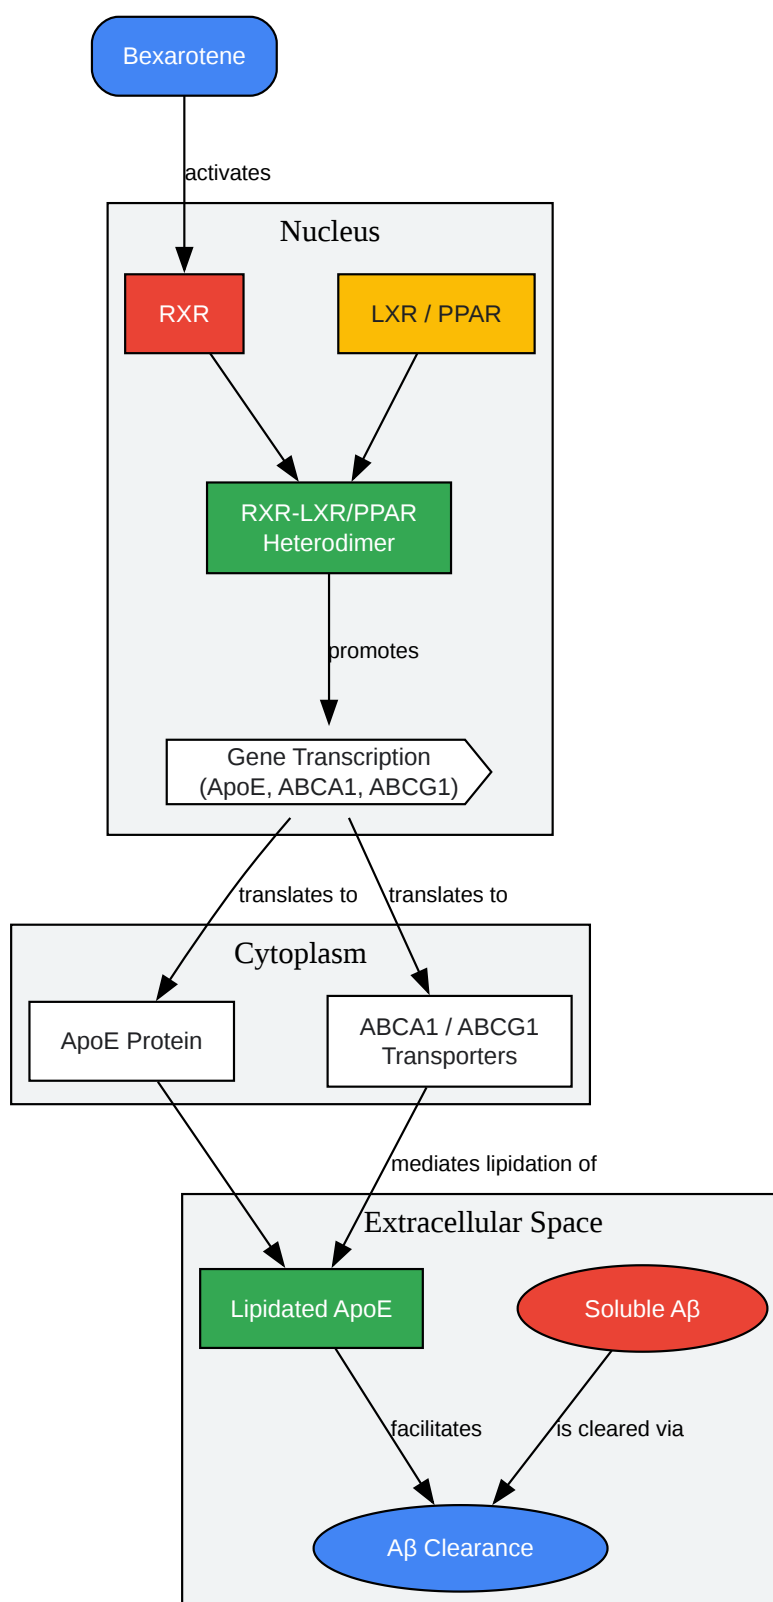 Bexarotene
activates
Nucleus
RXR
LXR / PPAR
RXR-LXR/PPAR
Heterodimer
promotes
Gene Transcription
(ApoE, ABCA1, ABCG1)
translates to
translates to
Cytoplasm
ApoE Protein
ABCA1 / ABCG1
Transporters
mediates lipidation of
Extracellular Space
Lipidated ApoE
Soluble Aβ
facilitates
is cleared via
Aβ Clearance